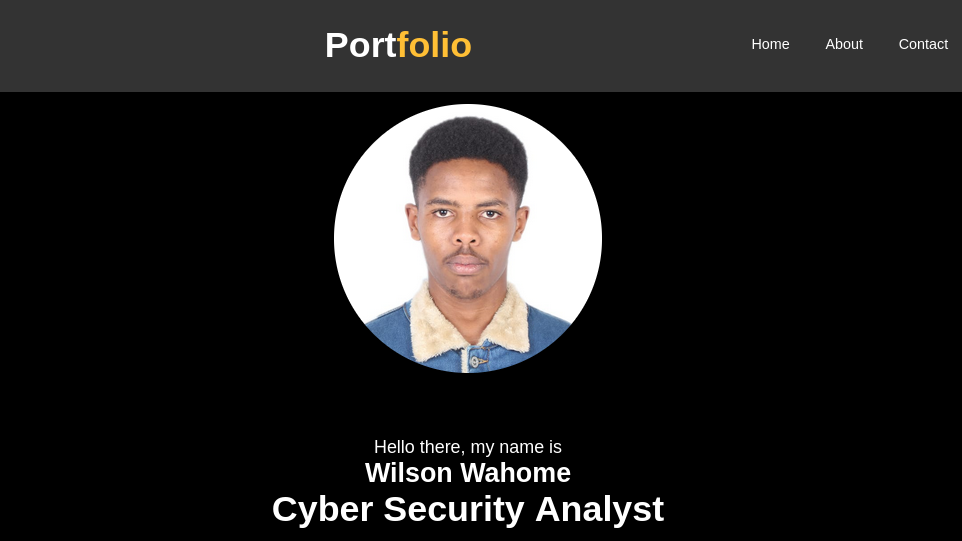 Portfolio
Home About Contact
Hello there, my name is
Wilson Wahome
Cyber Security Analyst